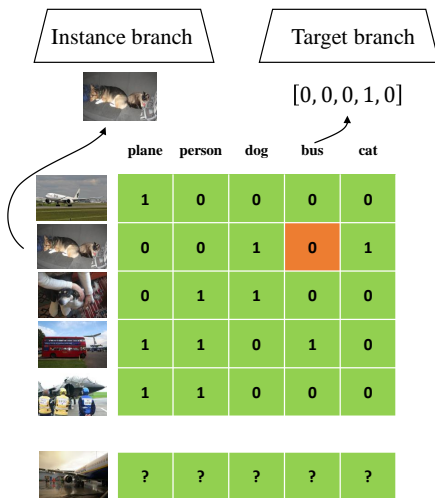 Instance branch Target branch
[0, 0, 0, 1, 0]
plane person dog bus cat
1 0 0 0 0
0 0 1 0 1
0 1 1 0 0
1 1 0 1 0
1 1 0 0 0
? ? ? ? ?